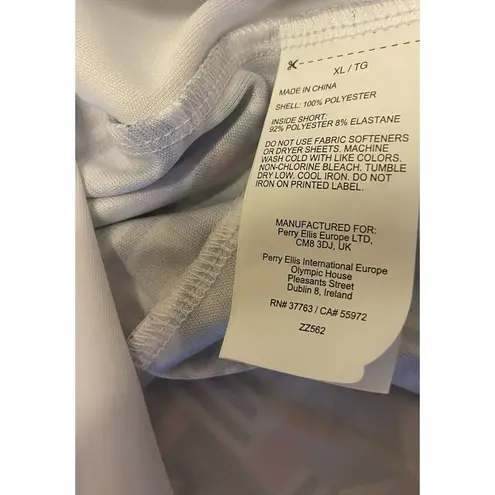 XL / TG
MADE IN CHINA
SHELL: 100% POLYESTER
INSIDE SHORT:
92% POLYESTER 8% ELASTANE
DO NOT USE FABRIC SOFTENERS
OR DRYER SHEETS. MACHINE
WASH COLD WITH LIKE COLORS.
NON-CHLORINE BLEACH. TUMBLE
DRY LOW. COOL IRON. DO NOT
IRON ON PRINTED LABEL.
MANUFACTURED FOR:
Perry Ellis Europe LTD,
CM8 3DJ, UK
Perry Ellis International Europe
Olympic House
Pleasants Street
Dublin 8, Ireland
RN# 37763 / CA# 55972
ZZ562